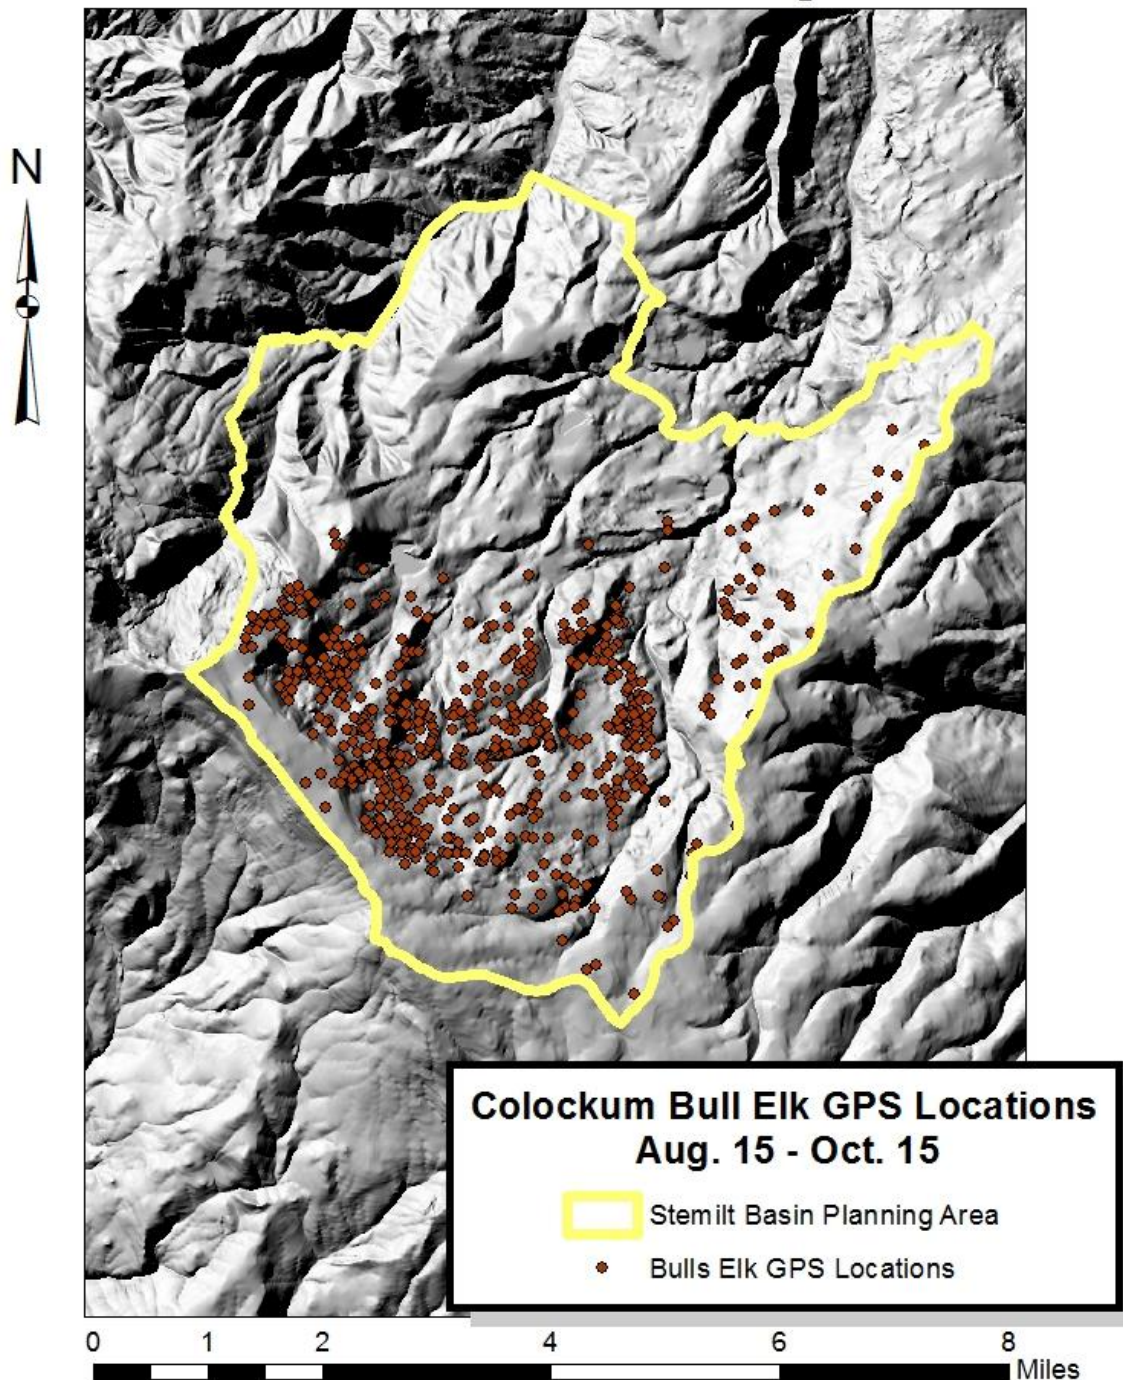 N
Colockum Bull Elk GPS Locations
Aug. 15 - Oct. 15
Stemilt Basin Planning Area
Bulls Elk GPS Locations
0 1 2 4 6 8
Miles